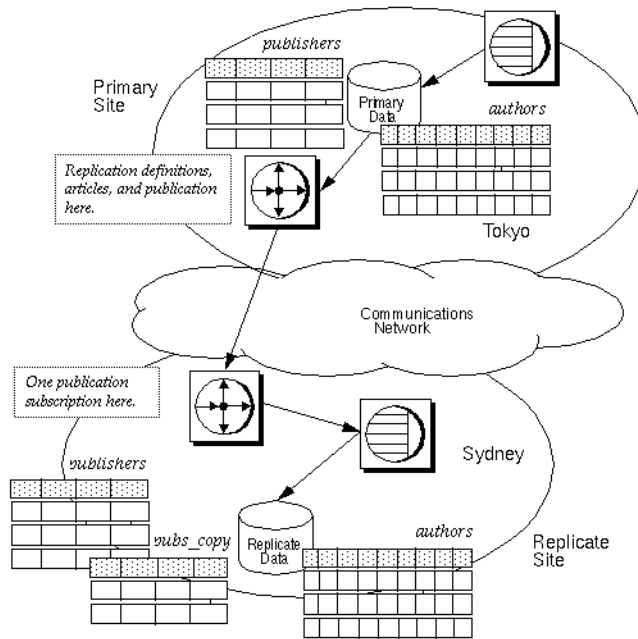 publishers
Primary
Site
Primary
Data
authors
Replication definitions,
articles, and publication
here.
Tokyo
Communications
Network
One publication
subscription here.
publishers
Sydney
pubs_copy
authors
Replicate
Data
Replicate
Site